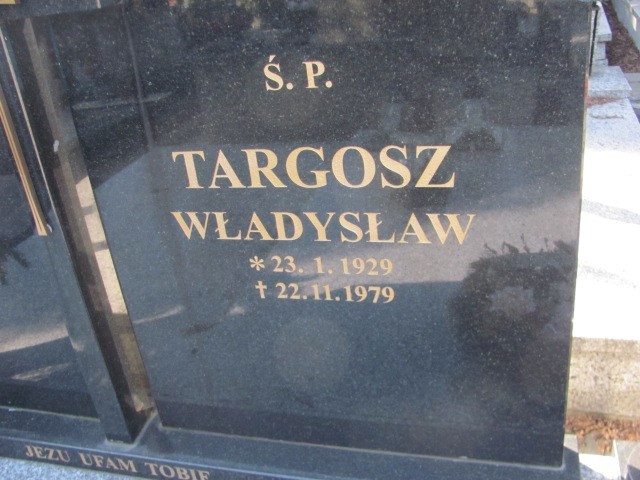 Ś. P.
TARGOSZ
WŁADYSŁAW
* 23. 1. 1929
† 22. 11. 1979
JEZU UFAM TOBIE